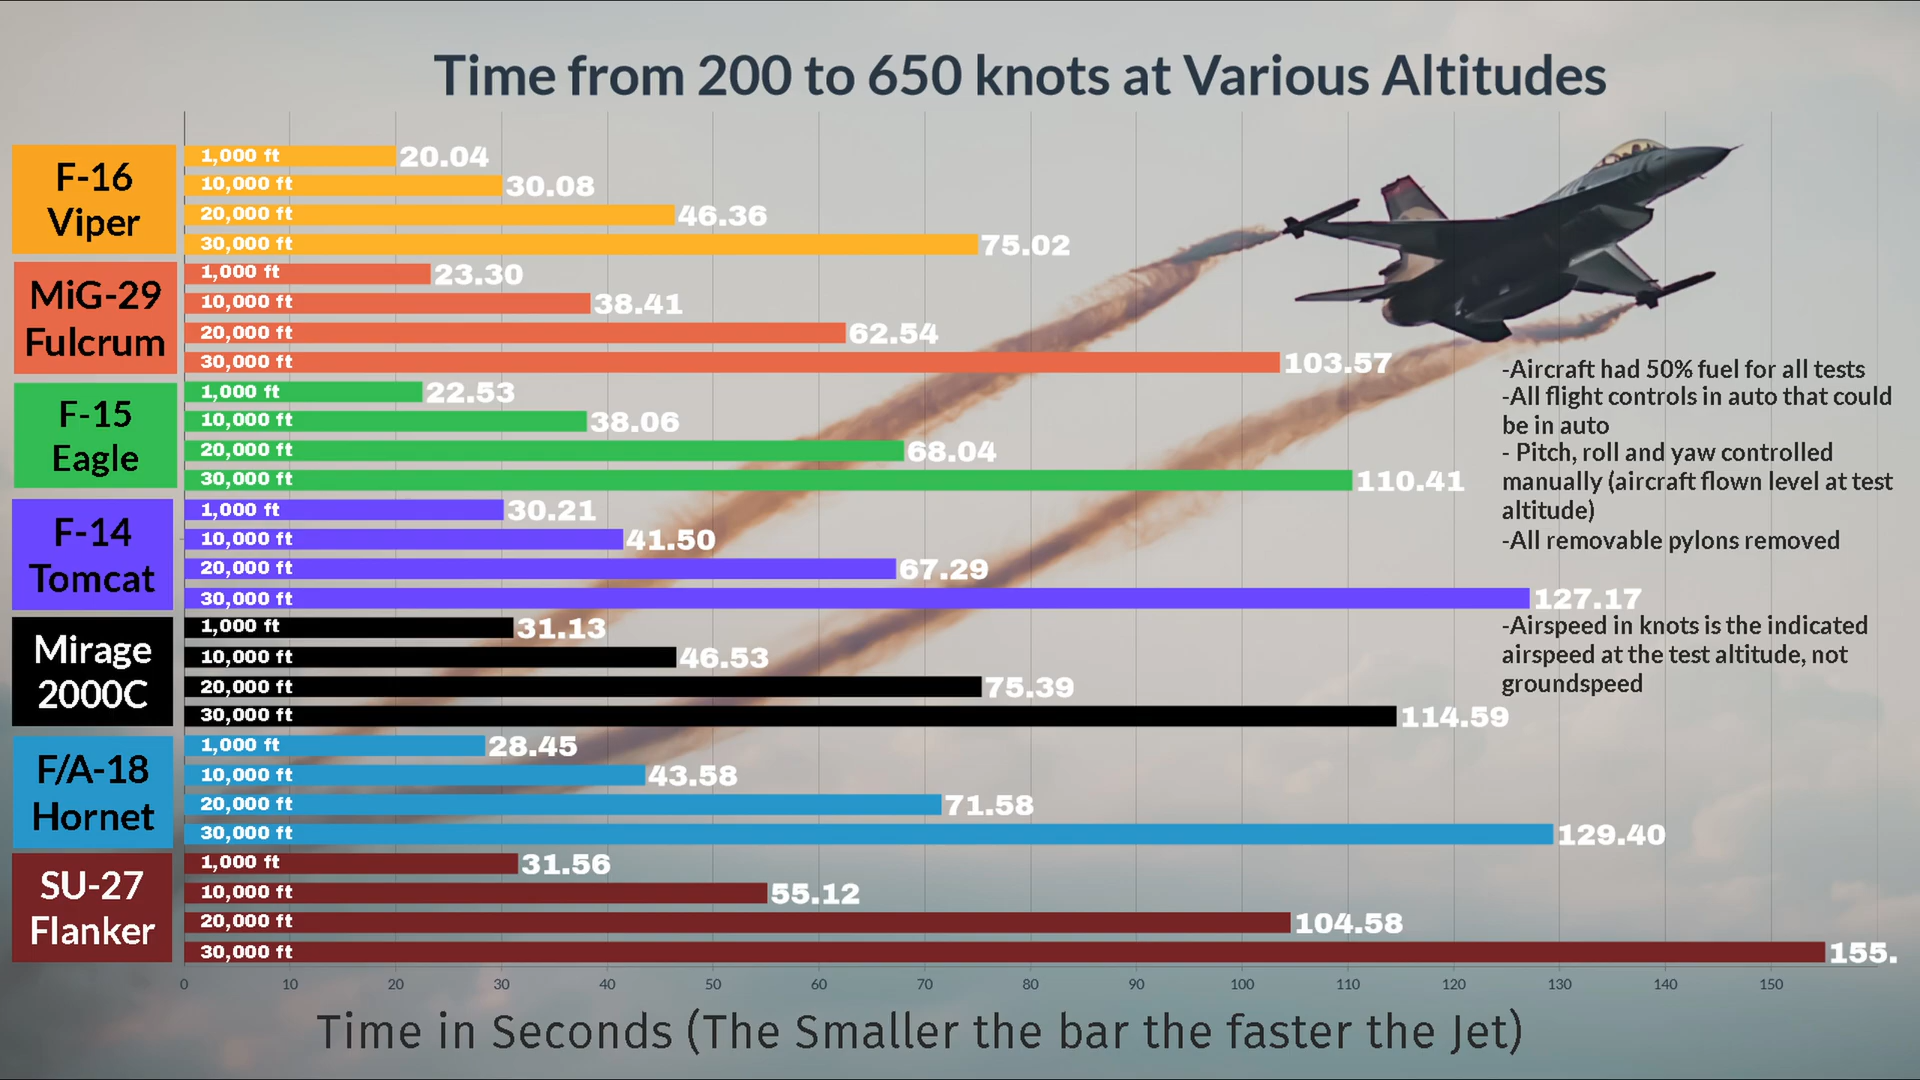 Time from 200 to 650 knots at Various Altitudes
F-16
Viper
1,000 ft 20.04
10,000 ft 30.08
20,000 ft 46.36
30,000 ft 75.02
MiG-29
Fulcrum
1,000 ft 23.30
10,000 ft 38.41
20,000 ft 62.54
30,000 ft 103.57
F-15
Eagle
1,000 ft 22.53
10,000 ft 38.06
20,000 ft 68.04
30,000 ft 110.41
F-14
Tomcat
1,000 ft 30.21
10,000 ft 41.50
20,000 ft 67.29
30,000 ft 127.17
Mirage
2000C
1,000 ft 31.13
10,000 ft 46.53
20,000 ft 75.39
30,000 ft 114.59
F/A-18
Hornet
1,000 ft 28.45
10,000 ft 43.58
20,000 ft 71.58
30,000 ft 129.40
SU-27
Flanker
1,000 ft 31.56
10,000 ft 55.12
20,000 ft 104.58
30,000 ft 155.
-Aircraft had 50% fuel for all tests
-All flight controls in auto that could
be in auto
- Pitch, roll and yaw controlled
manually (aircraft flown level at test
altitude)
-All removable pylons removed
-Airspeed in knots is the indicated
airspeed at the test altitude, not
groundspeed
0 10 20 30 40 50 60 70 80 90 100 110 120 130 140 150
Time in Seconds (The Smaller the bar the faster the Jet)